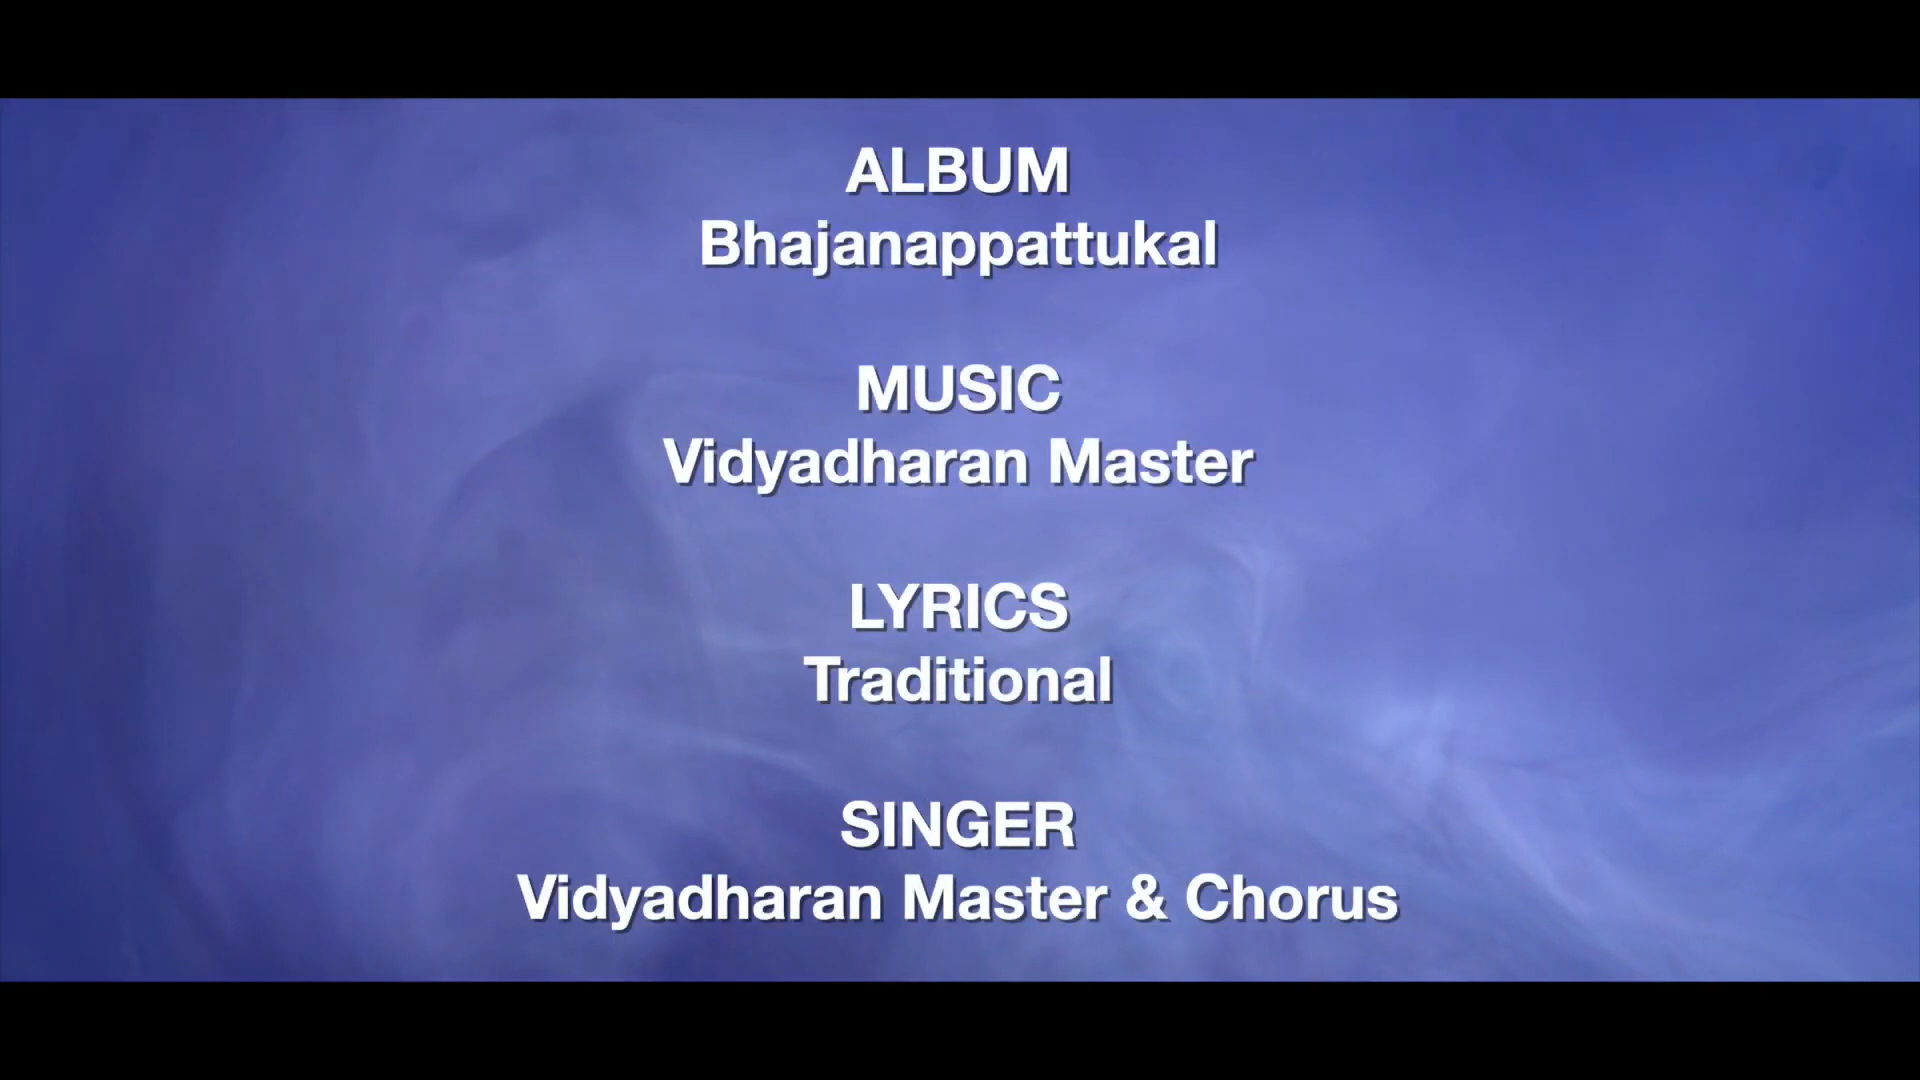 ALBUM
Bhajanappattukal
MUSIC
Vidyadharan Master
LYRICS
Traditional
SINGER
Vidyadharan Master & Chorus